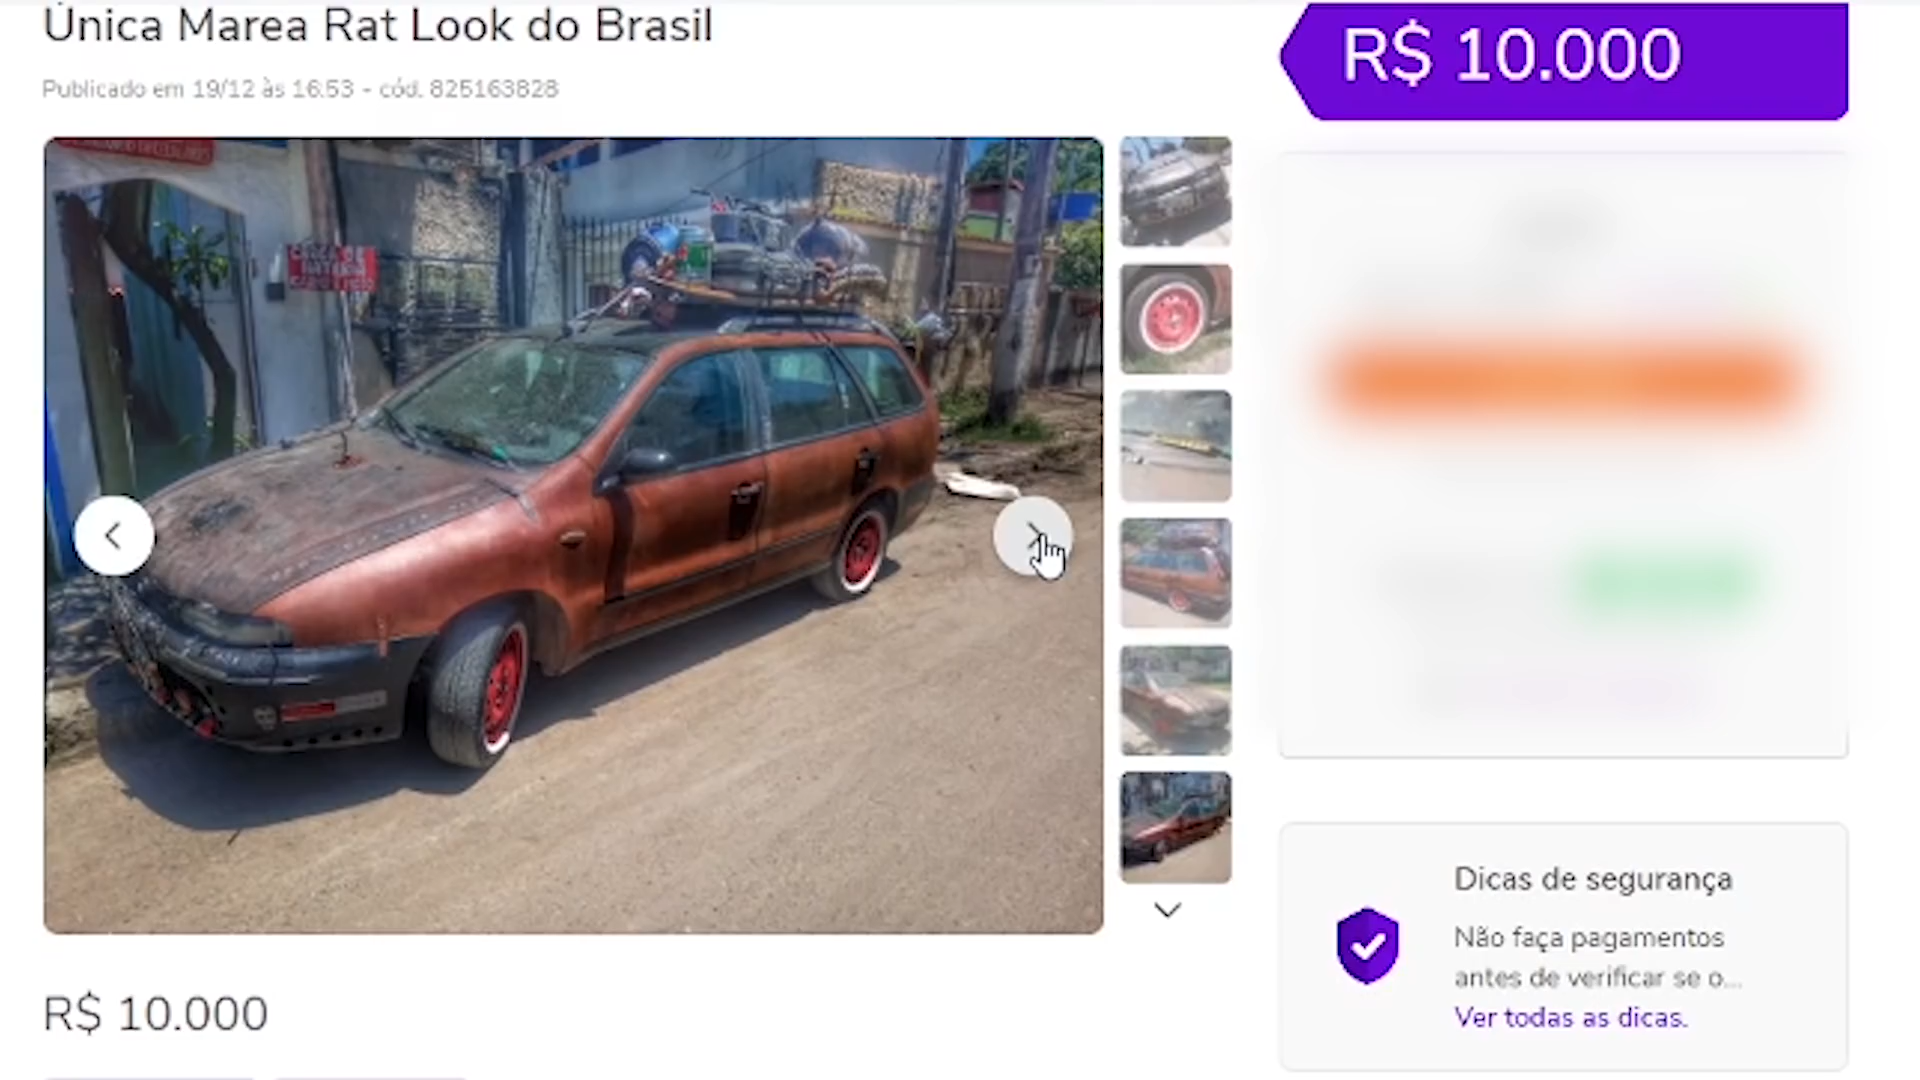 Única Marea Rat Look do Brasil
Publicado em 19/12 às 16:53 - cód. 825163828
R$ 10.000
R$ 10.000
Dicas de segurança
Não faça pagamentos
antes de verificar se o...
Ver todas as dicas.